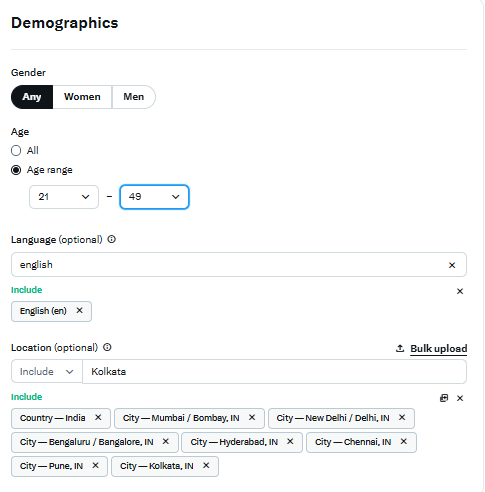 Demographics
Gender
Any Women Men
Age
All
Age range
21 – 49
Language (optional)
english
Include
English (en)
Location (optional) Bulk upload
Include Kolkata
Include
Country — India City — Mumbai / Bombay, IN City — New Delhi / Delhi, IN
City — Bengaluru / Bangalore, IN City — Hyderabad, IN City — Chennai, IN
City — Pune, IN City — Kolkata, IN